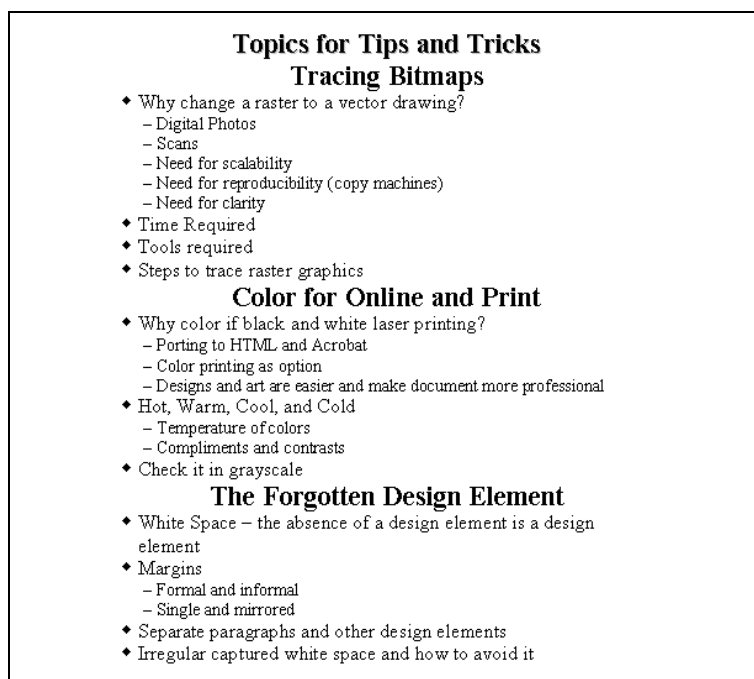 Topics for Tips and Tricks
Tracing Bitmaps
◆ Why change a raster to a vector drawing?
– Digital Photos
– Scans
– Need for scalability
– Need for reproducibility (copy machines)
– Need for clarity
◆ Time Required
◆ Tools required
◆ Steps to trace raster graphics
Color for Online and Print
◆ Why color if black and white laser printing?
– Porting to HTML and Acrobat
– Color printing as option
– Designs and art are easier and make document more professional
◆ Hot, Warm, Cool, and Cold
– Temperature of colors
– Compliments and contrasts
◆ Check it in grayscale
The Forgotten Design Element
◆ White Space – the absence of a design element is a design
element
◆ Margins
– Formal and informal
– Single and mirrored
◆ Separate paragraphs and other design elements
◆ Irregular captured white space and how to avoid it